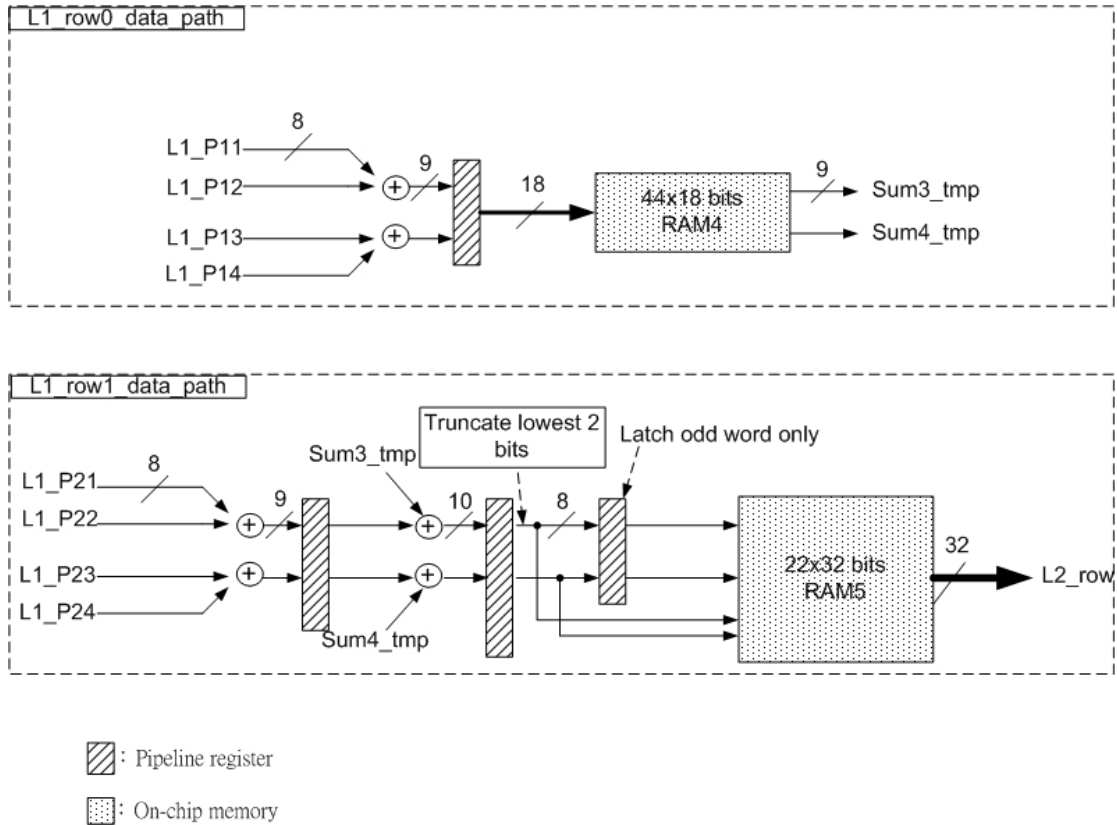 L1_row0_data_path
8
L1_P11
9
L1_P12
18
44x18 bits
RAM4
9
Sum3_tmp
L1_P13
Sum4_tmp
L1_P14
L1_row1_data_path
Truncate lowest 2
bits
Latch odd word only
Sum3_tmp
L1_P21
8
9
10
8
L1_P22
32
22x32 bits
RAM5
L2_row
L1_P23
L1_P24
Sum4_tmp
: Pipeline register
: On-chip memory